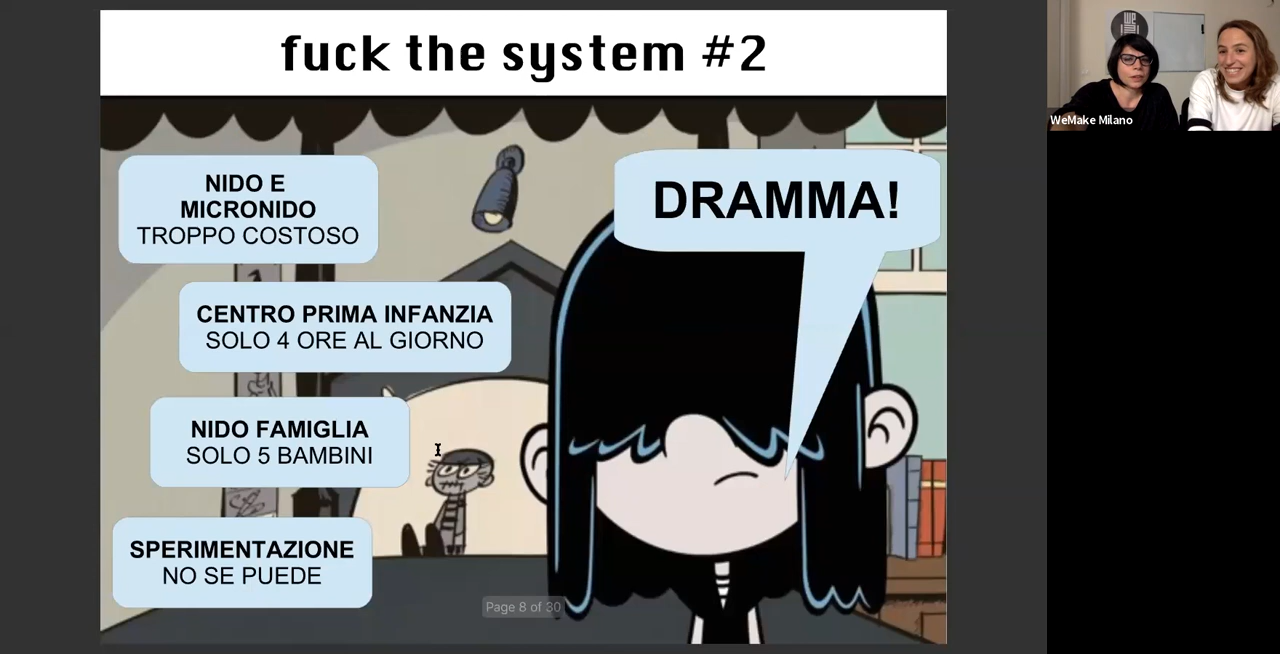 fuck the system #2
NIDO E
MICRONIDO
TROPPO COSTOSO
DRAMMA!
CENTRO PRIMA INFANZIA
SOLO 4 ORE AL GIORNO
NIDO FAMIGLIA
SOLO 5 BAMBINI
SPERIMENTAZIONE
NO SE PUEDE
Page 8 of 30
WE
WeMake Milano